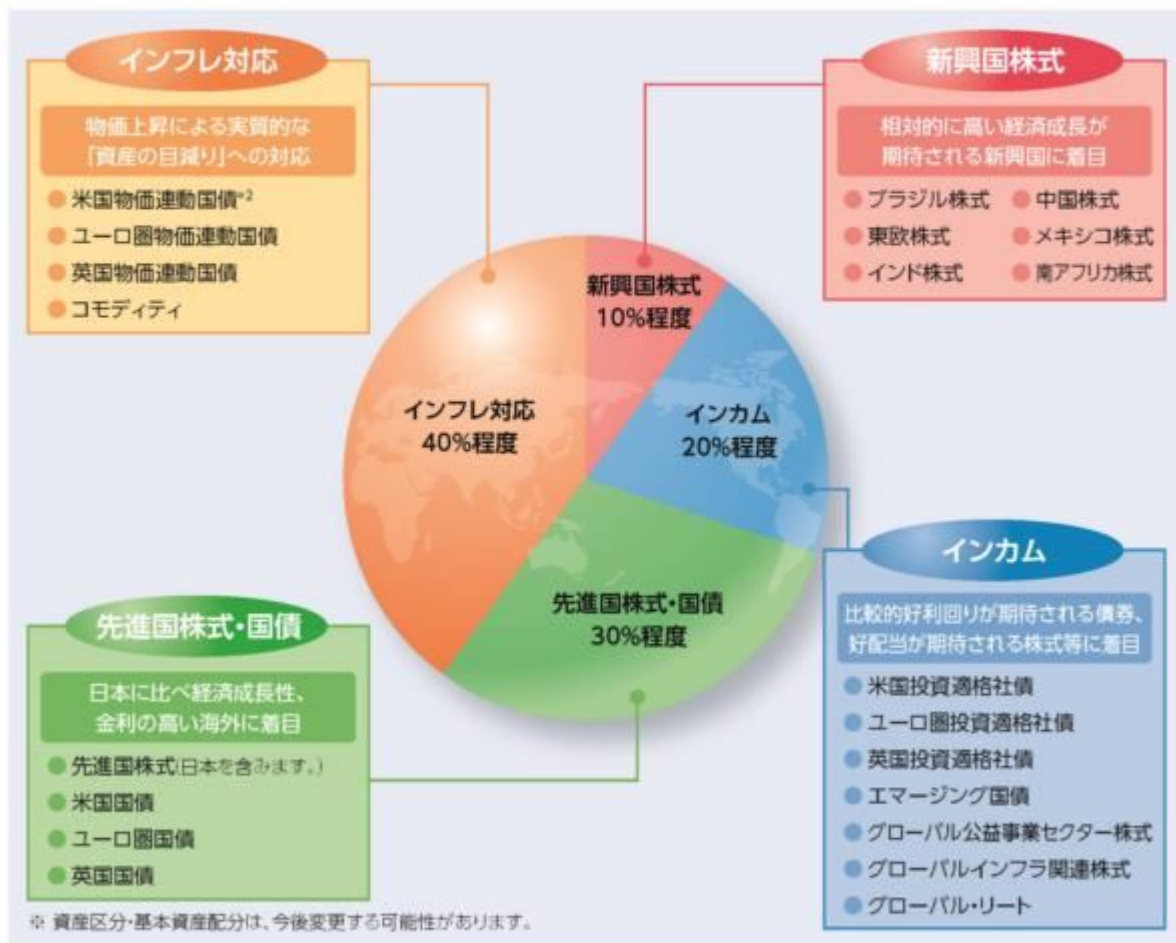 インフレ対応
物価上昇による実質的な
「資産の目減り」への対応
米国物価連動国債※2
ユーロ圏物価連動国債
英国物価連動国債
コモディティ
新興国株式
相対的に高い経済成長が
期待される新興国に着目
ブラジル株式
中国株式
東欧株式
メキシコ株式
インド株式
南アフリカ株式
新興国株式
10%程度
インフレ対応
40%程度
インカム
20%程度
先進国株式・国債
30%程度
先進国株式・国債
日本に比べ経済成長性、
金利の高い海外に着目
先進国株式(日本を含みます。)
米国国債
ユーロ圏国債
英国国債
インカム
比較的好利回りが期待される債券、
好配当が期待される株式等に着目
米国投資適格社債
ユーロ圏投資適格社債
英国投資適格社債
エマージング国債
グローバル公益事業セクター株式
グローバルインフラ関連株式
グローバル・リート
※ 資産区分・基本資産配分は、今後変更する可能性があります。